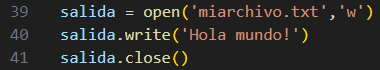 39 salida = open('miarchivo.txt','w')
40 salida.write('Hola mundo!')
41 salida.close()